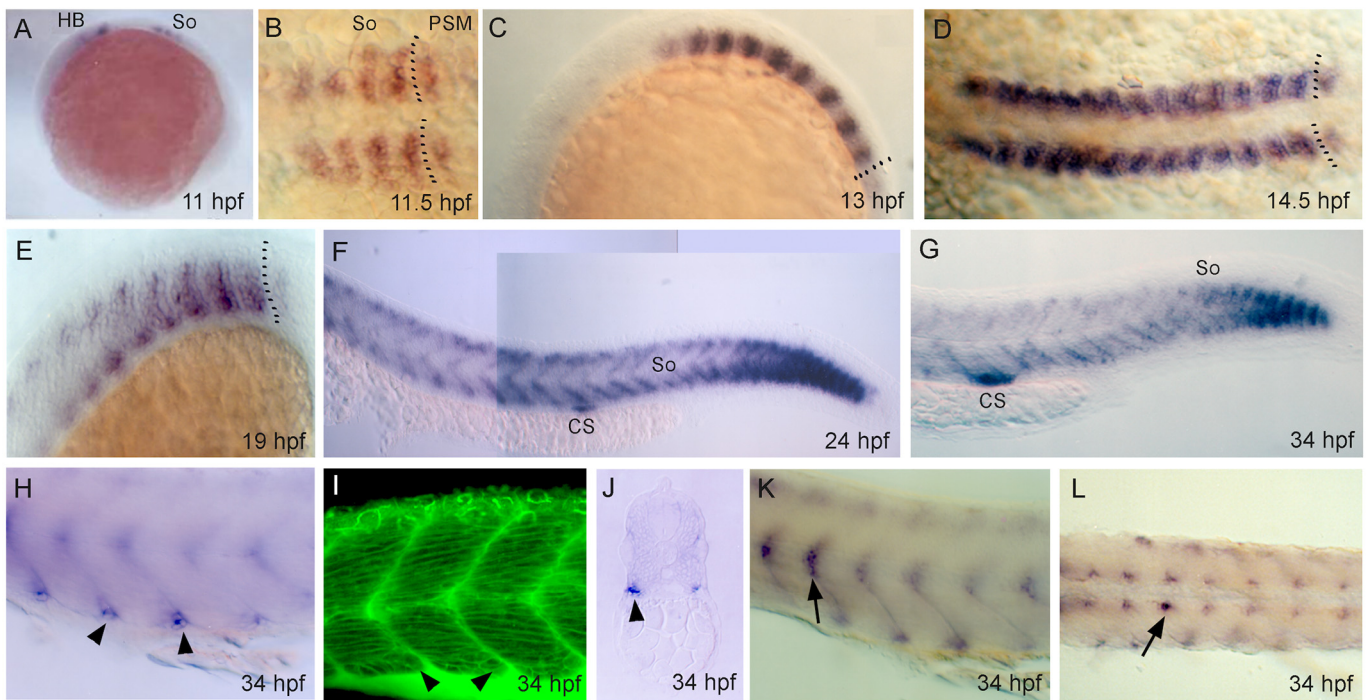 A
HB
So
11 hpf
B
So
PSM
11.5 hpf
C
13 hpf
D
14.5 hpf
E
19 hpf
F
So
CS
24 hpf
G
So
CS
34 hpf
H
34 hpf
I
34 hpf
J
34 hpf
K
34 hpf
L
34 hpf